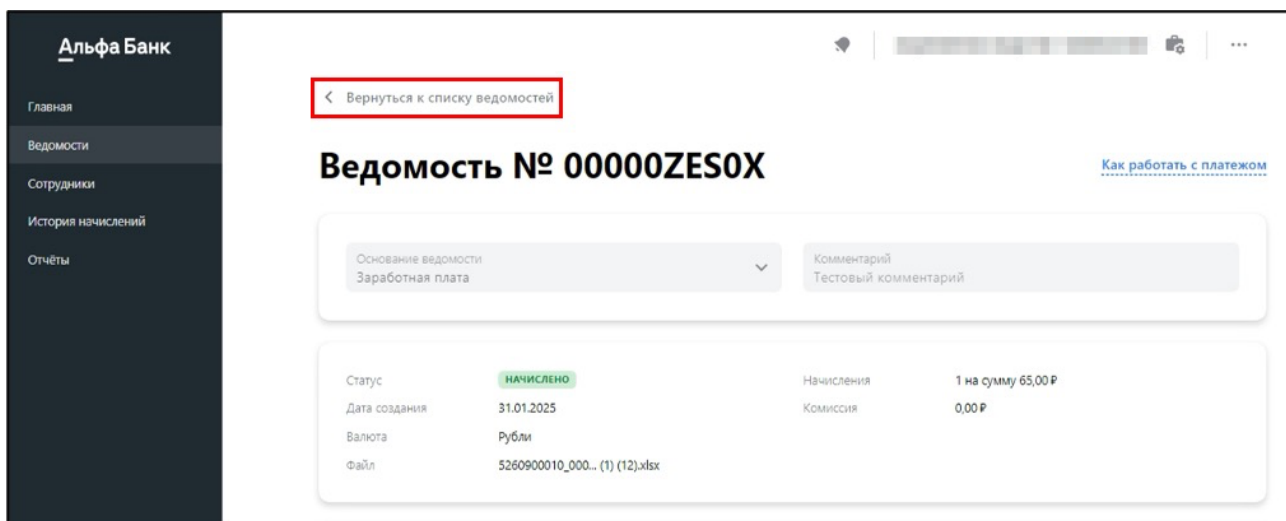 Альфа Банк
Главная
Ведомости
Сотрудники
История начислений
Отчёты
Вернуться к списку ведомостей
Ведомость № 00000ZES0X
Как работать с платежом
Основание ведомости
Заработная плата
Комментарий
Тестовый комментарий
Статус НАЧИСЛЕНО
Дата создания 31.01.2025
Валюта Рубли
Файл 5260900010_000... (1) (12).xlsx
Начисления 1 на сумму 65,00 ₽
Комиссия 0,00 ₽